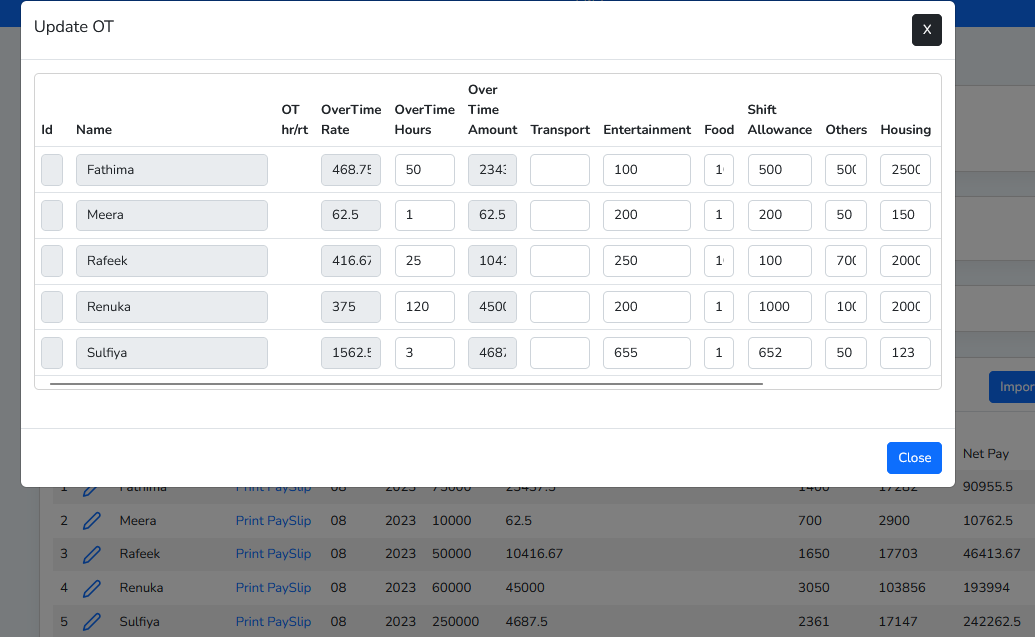 Update OT
X
Id Name OT hr/rt OverTime Rate OverTime Hours Over Time Amount Transport Entertainment Food Shift Allowance Others Housing
Fathima 468.75 50 2343 100 1 500 500 2500
Meera 62.5 1 62.5 200 1 200 50 150
Rafeek 416.67 25 1041 250 1 100 700 2000
Renuka 375 120 4500 200 1 1000 100 2000
Sulfiya 1562.5 3 4687 655 1 652 50 123
Impor
Close
Net Pay
1 Fathima Print PaySlip 08 2023 75000 23437.5 1400 17282 90955.5
2 Meera Print PaySlip 08 2023 10000 62.5 700 2900 10762.5
3 Rafeek Print PaySlip 08 2023 50000 10416.67 1650 17703 46413.67
4 Renuka Print PaySlip 08 2023 60000 45000 3050 103856 193994
5 Sulfiya Print PaySlip 08 2023 250000 4687.5 2361 17147 242262.5